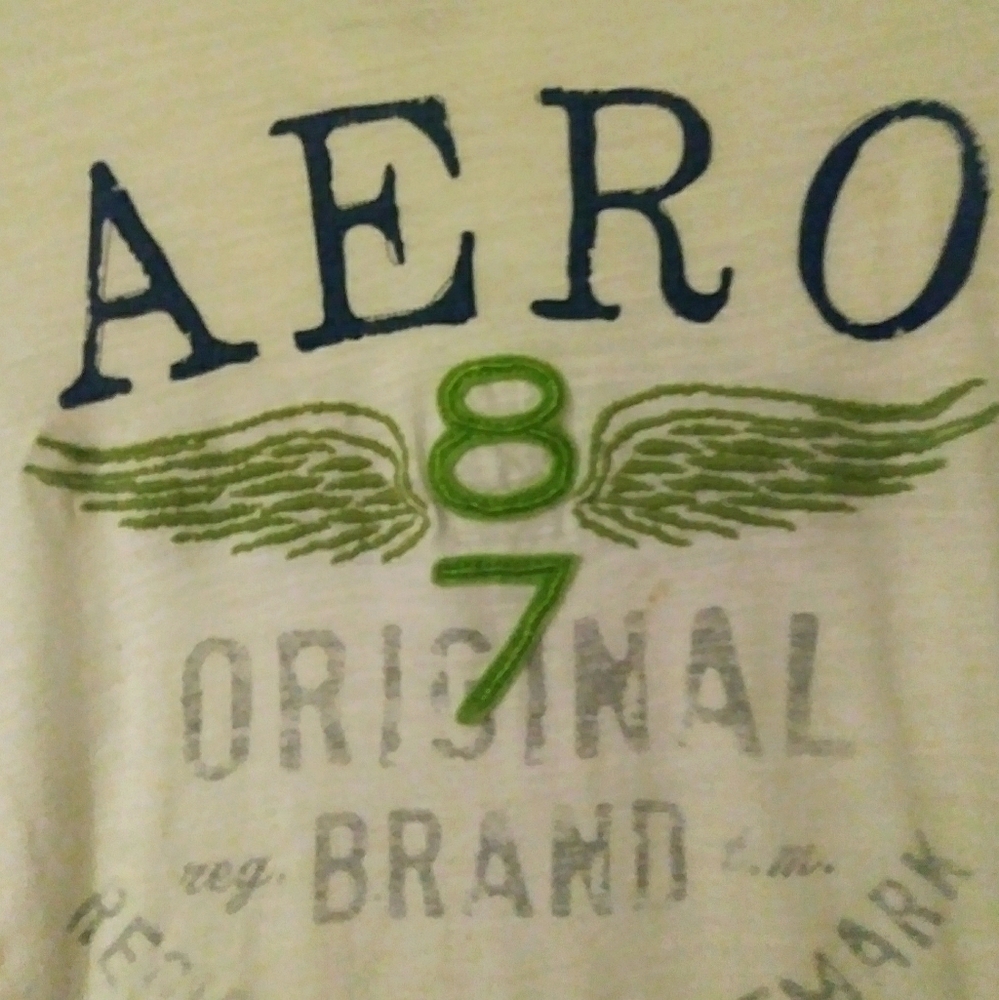 AERO
8
7
ORIGINAL
reg. BRAND t.m.